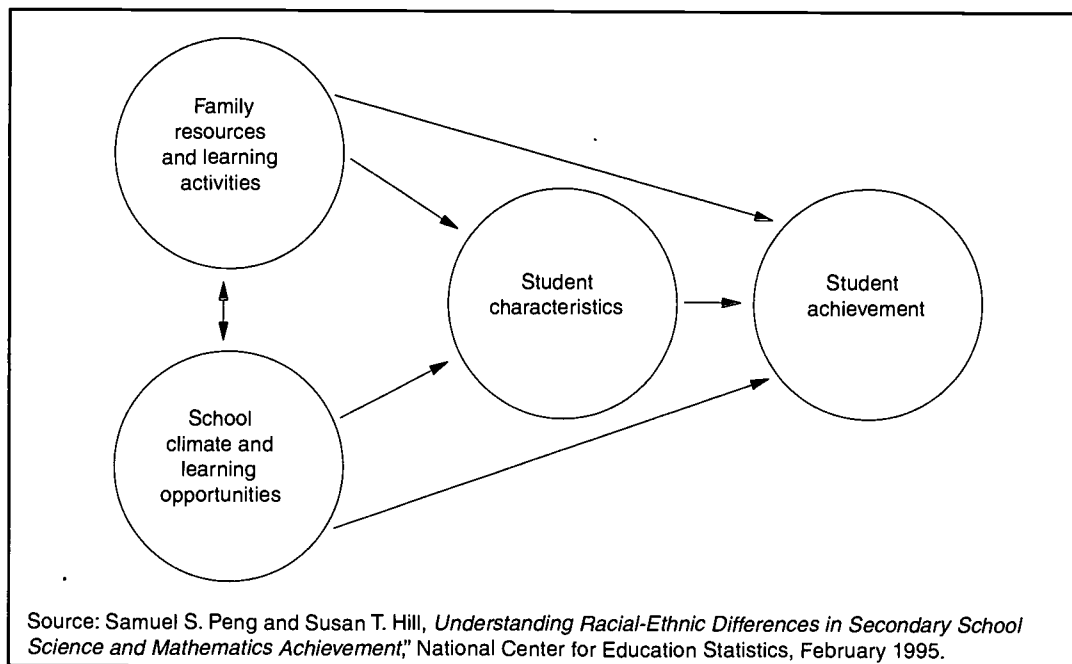 Family
resources
and learning
activities
Student
characteristics
Student
achievement
School
climate and
learning
opportunities
Source: Samuel S. Peng and Susan T. Hill, Understanding Racial-Ethnic Differences in Secondary School
Science and Mathematics Achievement," National Center for Education Statistics, February 1995.